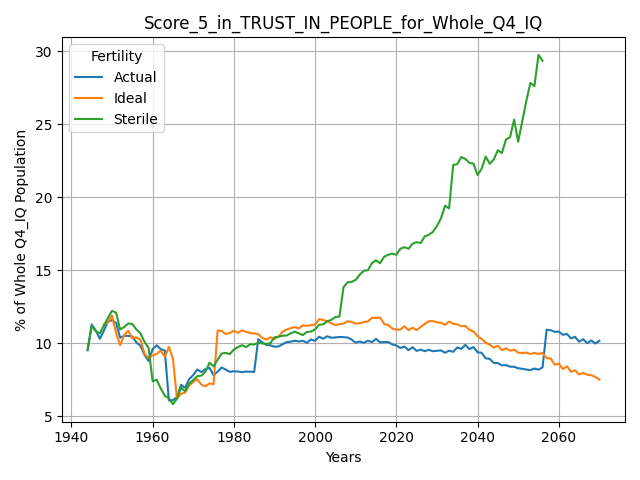 Score_5_in_TRUST_IN_PEOPLE_for_Whole_Q4_IQ
Fertility
Actual
Ideal
Sterile
% of Whole Q4_IQ Population
30
25
20
15
10
5
1940 1960 1980 2000 2020 2040 2060
Years